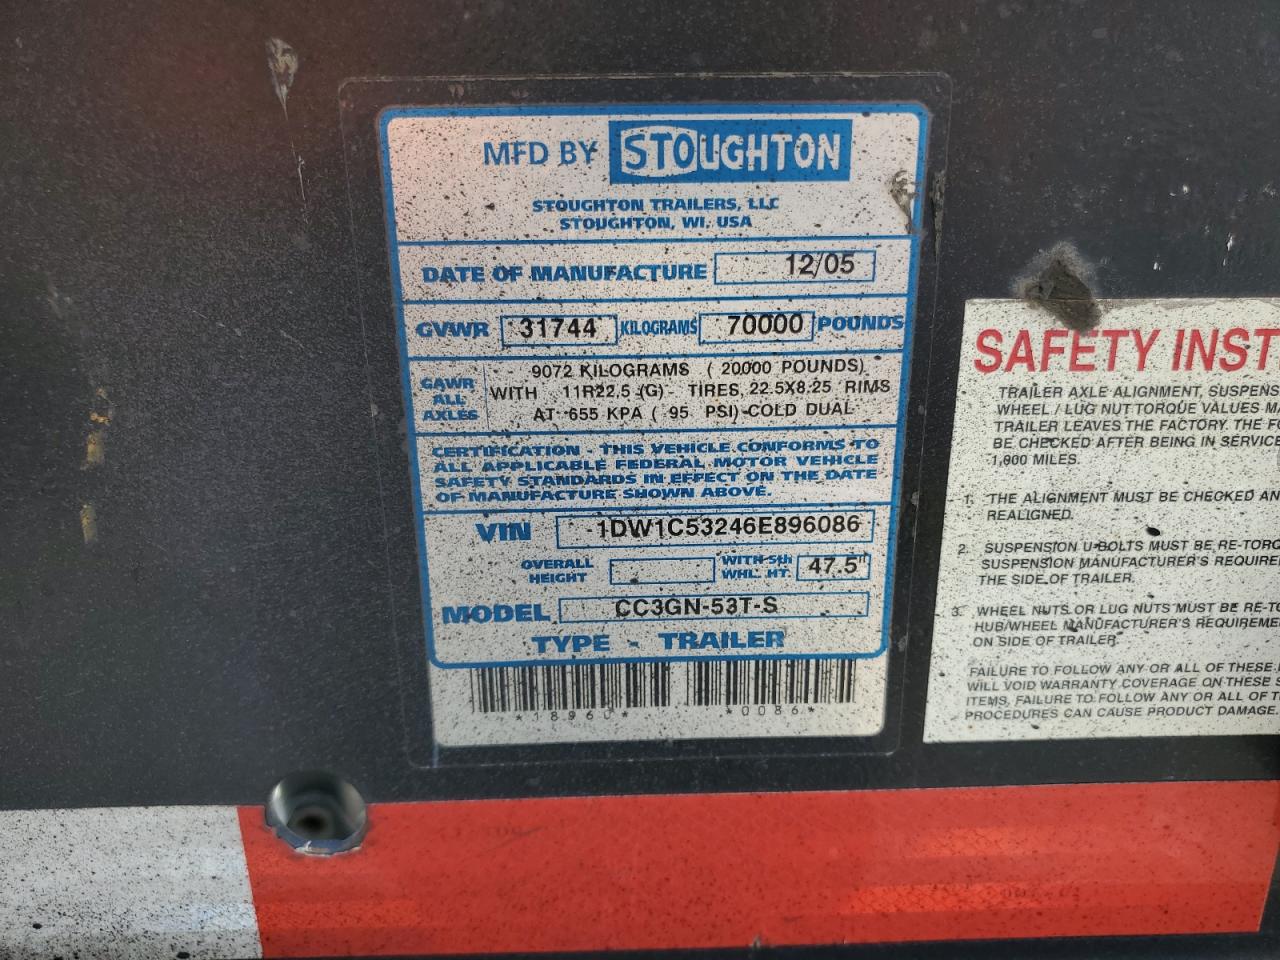 MFD BY STOUGHTON
STOUGHTON TRAILERS, LLC
STOUGHTON, WI. USA
DATE OF MANUFACTURE 12/05
GVWR 31744 KILOGRAMS 70000 POUNDS
GAWR ALL AXLES
9072 KILOGRAMS ( 20000 POUNDS)
WITH 11R22.5 (G) TIRES, 22.5X8.25 RIMS
AT 655 KPA ( 95 PSI) COLD DUAL
CERTIFICATION - THIS VEHICLE CONFORMS TO
ALL APPLICABLE FEDERAL MOTOR VEHICLE
SAFETY STANDARDS IN EFFECT ON THE DATE
OF MANUFACTURE SHOWN ABOVE.
VIN 1DW1C53246E896086
OVERALL HEIGHT
WITH 5th WHL. HT. 47.5"
MODEL CC3GN-53T-S
TYPE - TRAILER
*18960* *0086*
SAFETY INST
TRAILER AXLE ALIGNMENT, SUSPENS
WHEEL / LUG NUT TORQUE VALUES MA
TRAILER LEAVES THE FACTORY. THE FO
BE CHECKED AFTER BEING IN SERVICE
1,000 MILES.
1. THE ALIGNMENT MUST BE CHECKED AN
REALIGNED.
2. SUSPENSION U-BOLTS MUST BE RE-TORQ
SUSPENSION MANUFACTURER'S REQUIREM
THE SIDE OF TRAILER.
3. WHEEL NUTS OR LUG NUTS MUST BE RE-TO
HUB/WHEEL MANUFACTURER'S REQUIREME
ON SIDE OF TRAILER.
FAILURE TO FOLLOW ANY OR ALL OF THESE
WILL VOID WARRANTY COVERAGE ON THESE S
ITEMS, FAILURE TO FOLLOW ANY OR ALL OF T
PROCEDURES CAN CAUSE PRODUCT DAMAGE.